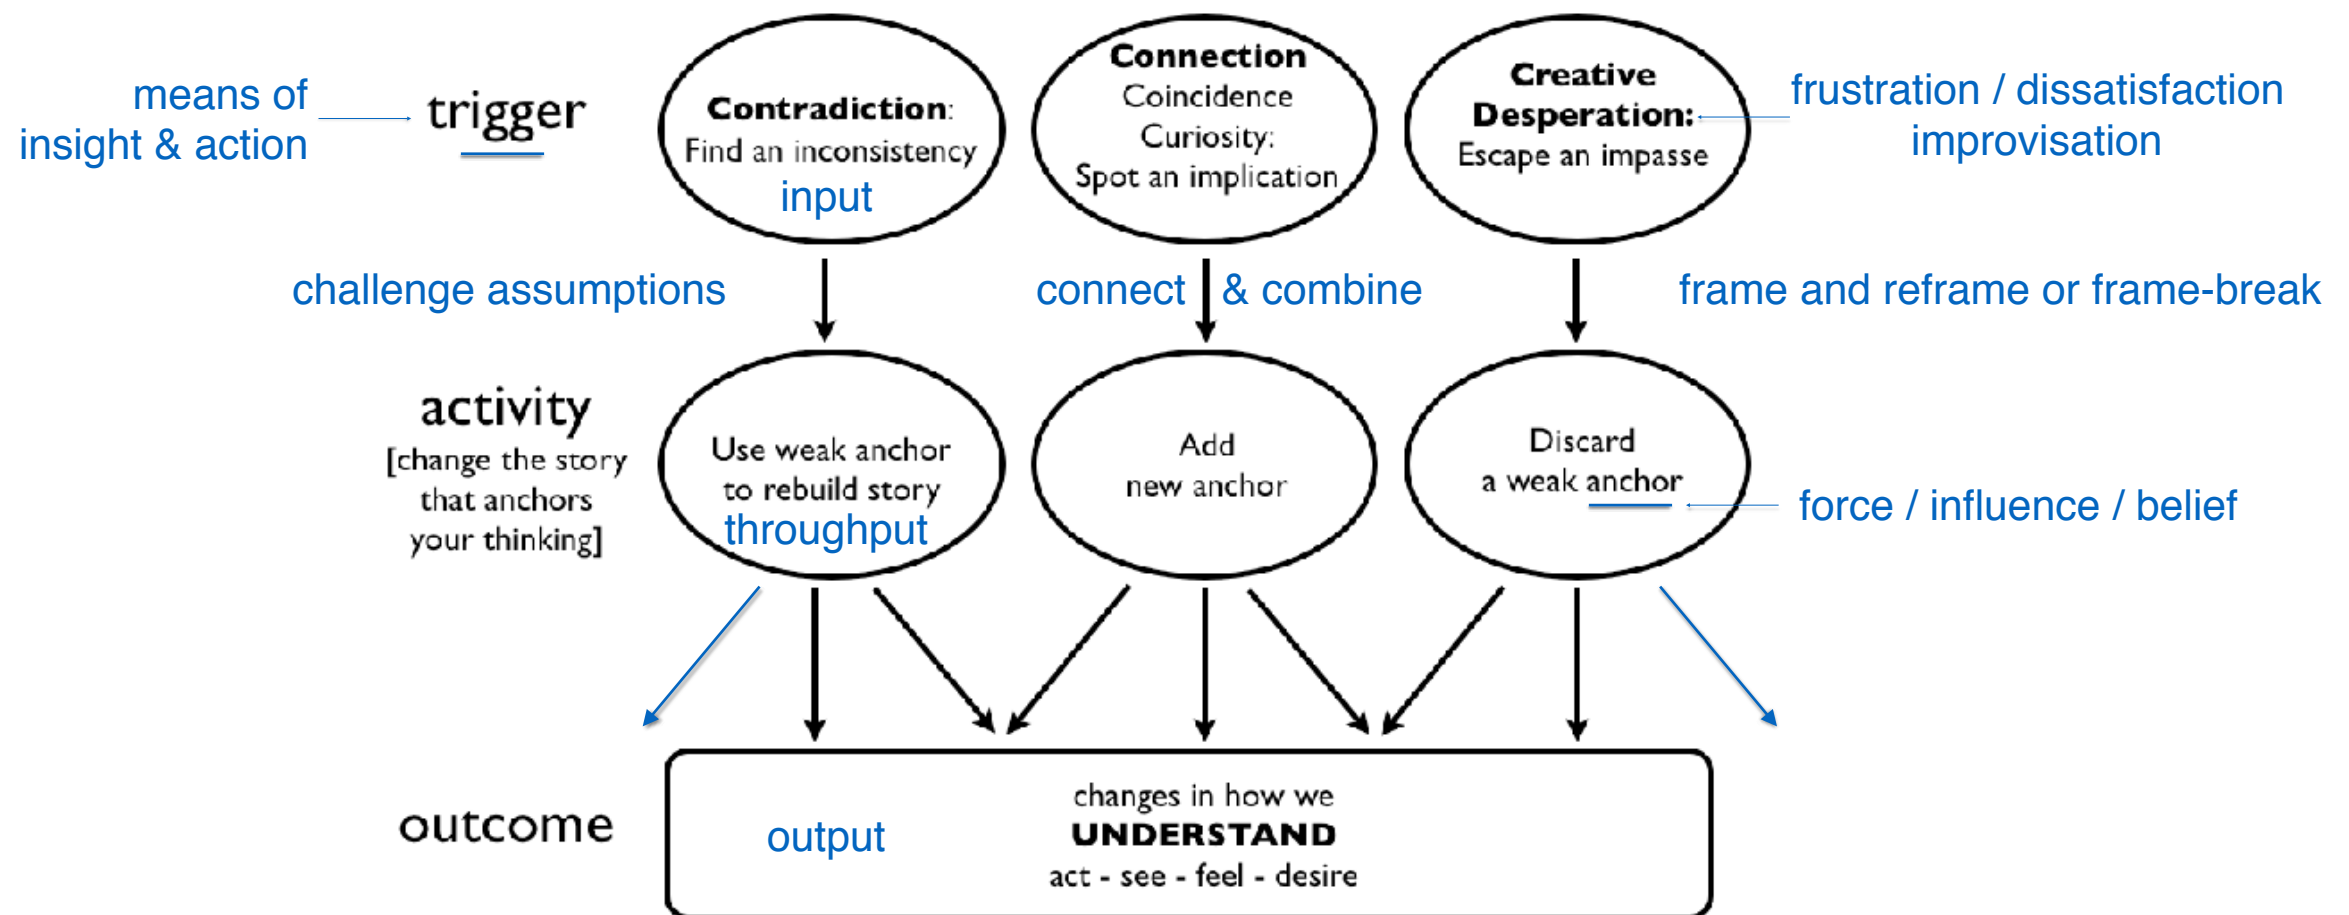 means of
insight & action
trigger
Contradiction:
Find an inconsistency
input
Connection
Coincidence
Curiosity:
Spot an implication
Creative
Desperation:
Escape an impasse
frustration / dissatisfaction
improvisation
challenge assumptions
connect & combine
frame and reframe or frame-break
activity
[change the story
that anchors
your thinking]
Use weak anchor
to rebuild story
throughput
Add
new anchor
Discard
a weak anchor
force / influence / belief
outcome
output
changes in how we
UNDERSTAND
act - see - feel - desire